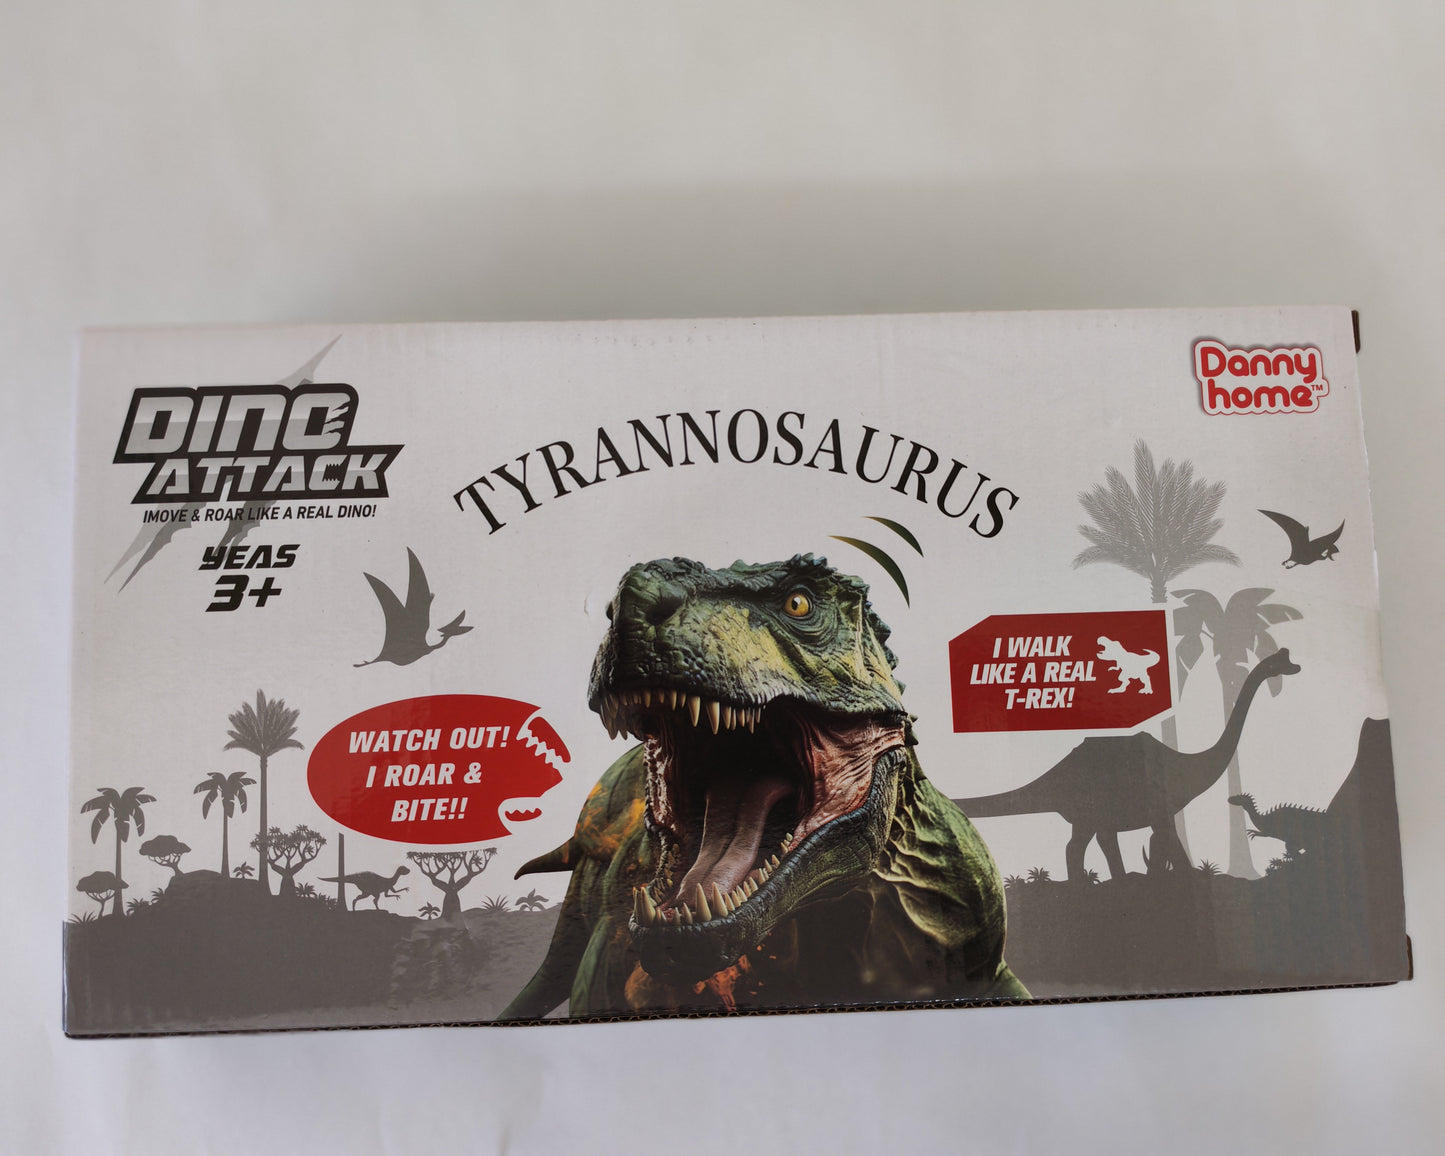 Danny
home™
DINO
ATTACK
IMOVE & ROAR LIKE A REAL DINO!
YEAS
3+
TYRANNOSAURUS
I WALK
LIKE A REAL
T-REX!
WATCH OUT!
I ROAR &
BITE!!